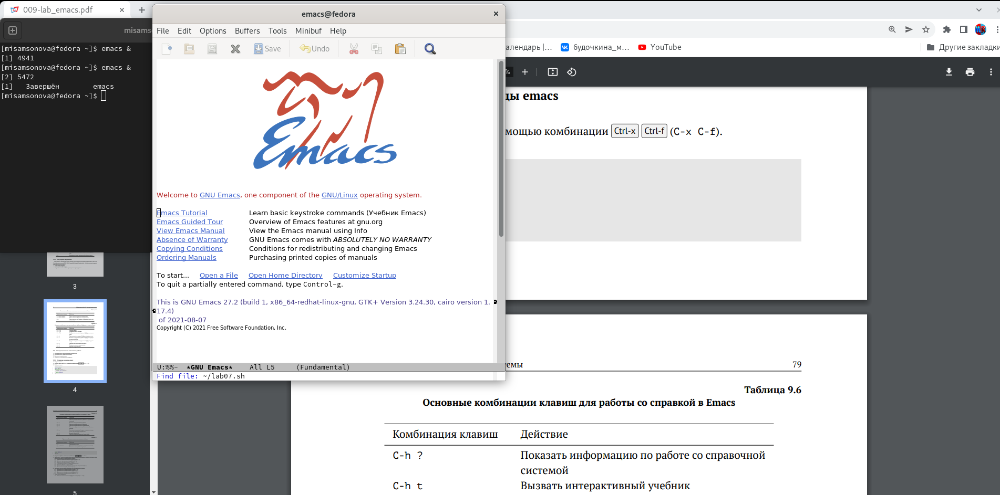 009-lab_emacs.pdf
misams
[misamsonova@fedora ~]$ emacs &
[1] 4941
[misamsonova@fedora ~]$ emacs &
[2] 5472
[1]   Завершён        emacs
[misamsonova@fedora ~]$
emacs@fedora
File Edit Options Buffers Tools Minibuf Help
Save Undo
Emacs
Welcome to GNU Emacs, one component of the GNU/Linux operating system.
Emacs Tutorial Learn basic keystroke commands (Учебник Emacs)
Emacs Guided Tour Overview of Emacs features at gnu.org
View Emacs Manual View the Emacs manual using Info
Absence of Warranty GNU Emacs comes with ABSOLUTELY NO WARRANTY
Copying Conditions Conditions for redistributing and changing Emacs
Ordering Manuals Purchasing printed copies of manuals
To start... Open a File Open Home Directory Customize Startup
To quit a partially entered command, type Control-g.
This is GNU Emacs 27.2 (build 1, x86_64-redhat-linux-gnu, GTK+ Version 3.24.30, cairo version 1.
17.4)
of 2021-08-07
Copyright (C) 2021 Free Software Foundation, Inc.
U:%%-  *GNU Emacs*    All L5     (Fundamental)
Find file: ~/lab07.sh
алендарь |... будочкина_м... YouTube Другие закладки
%
ды emacs
мощью комбинации Ctrl-x Ctrl-f (C-x C-f).
емы 79
Таблица 9.6
Основные комбинации клавиш для работы со справкой в Emacs
Комбинация клавиш Действие
C-h ? Показать информацию по работе со справочной
системой
C-h t Вызвать интерактивный учебник
3
4
5